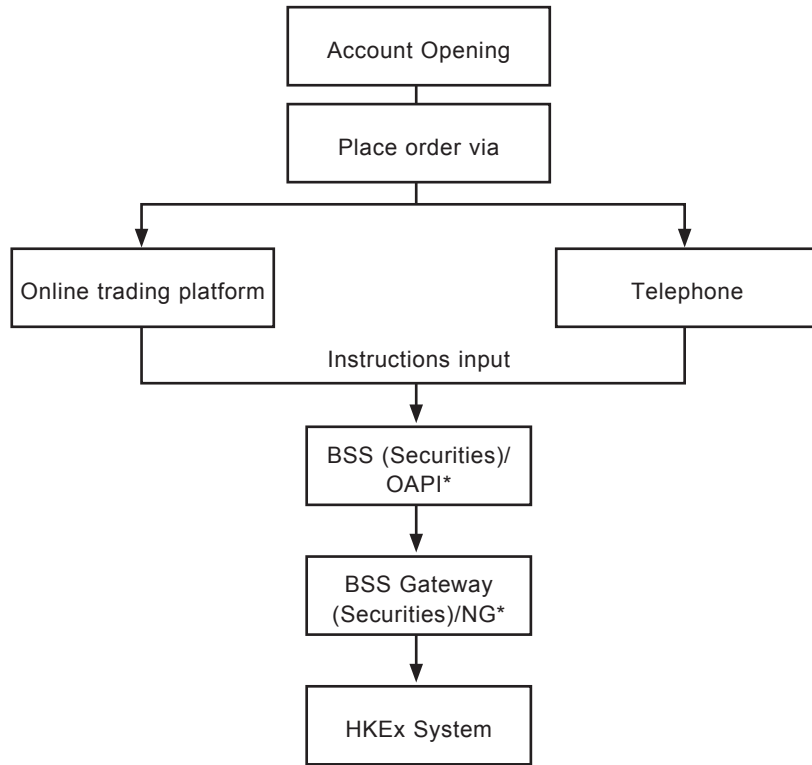 Account Opening
Place order via
Online trading platform
Telephone
Instructions input
BSS (Securities)/
OAPI*
BSS Gateway
(Securities)/NG*
HKEx System